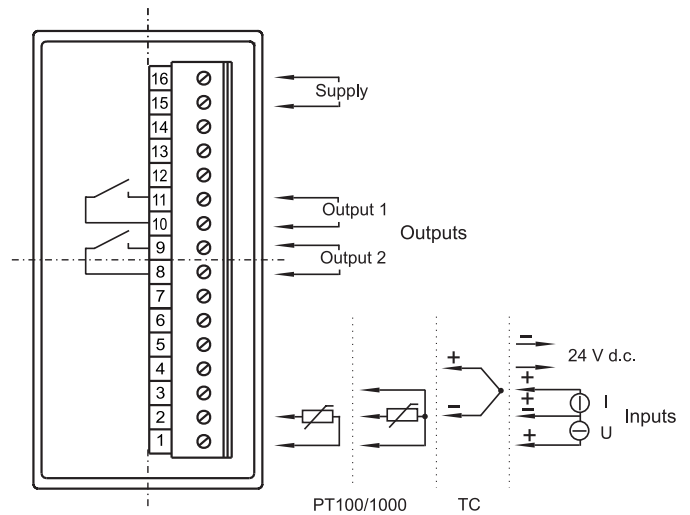 16
15
14
13
12
11
10
9
8
7
6
5
4
3
2
1
Supply
Output 1
Outputs
Output 2
− 24 V d.c.
+
+ +
− − I Inputs
+ U
PT100/1000 TC